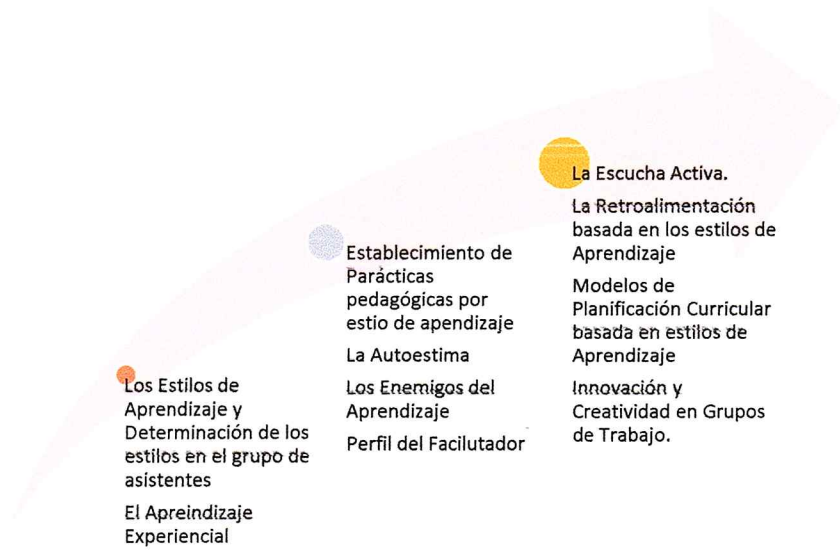 Los Estilos de
Aprendizaje y
Determinación de los
estilos en el grupo de
asistentes
El Apreindizaje
Experiencial
Establecimiento de
Parácticas
pedagógicas por
estio de apendizaje
La Autoestima
Los Enemigos del
Aprendizaje
Perfil del Facilutador
La Escucha Activa.
La Retroalimentación
basada en los estilos de
Aprendizaje
Modelos de
Planificación Curricular
basada en estilos de
Aprendizaje
Innovación y
Creatividad en Grupos
de Trabajo.